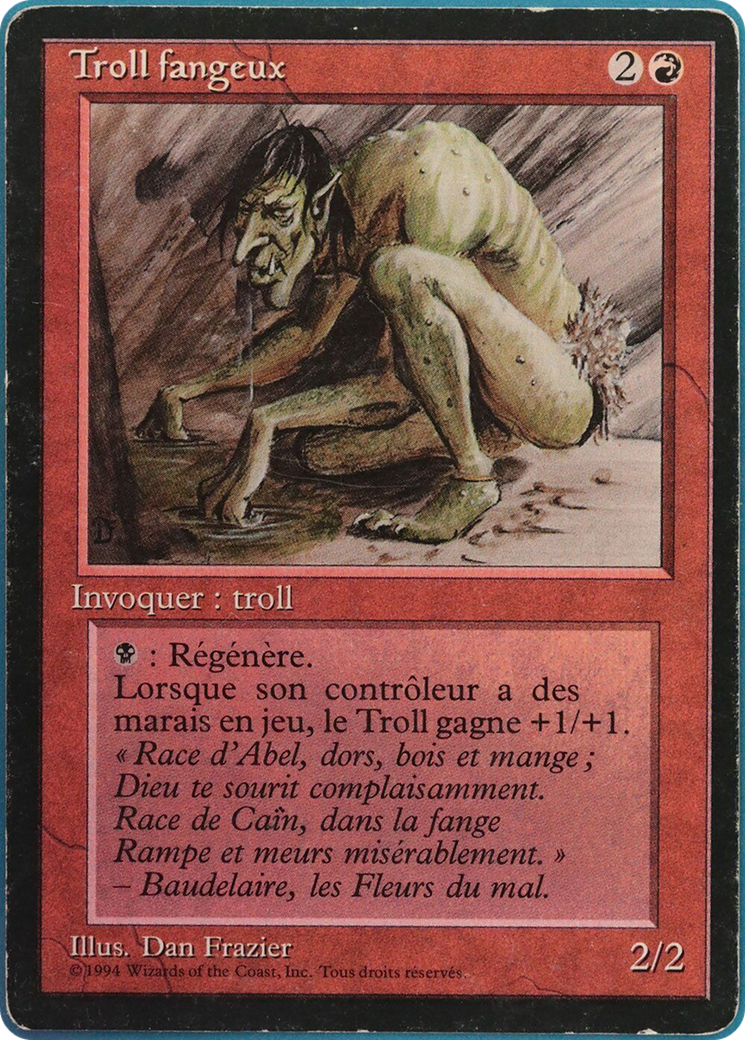 Troll fangeux 2
Invoquer : troll
: Régénère.
Lorsque son contrôleur a des
marais en jeu, le Troll gagne +1/+1.
« Race d'Abel, dors, bois et mange ;
Dieu te sourit complaisamment.
Race de Caîn, dans la fange
Rampe et meurs misérablement. »
– Baudelaire, les Fleurs du mal.
Illus. Dan Frazier
2/2
©1994 Wizards of the Coast, Inc. Tous droits réservés.